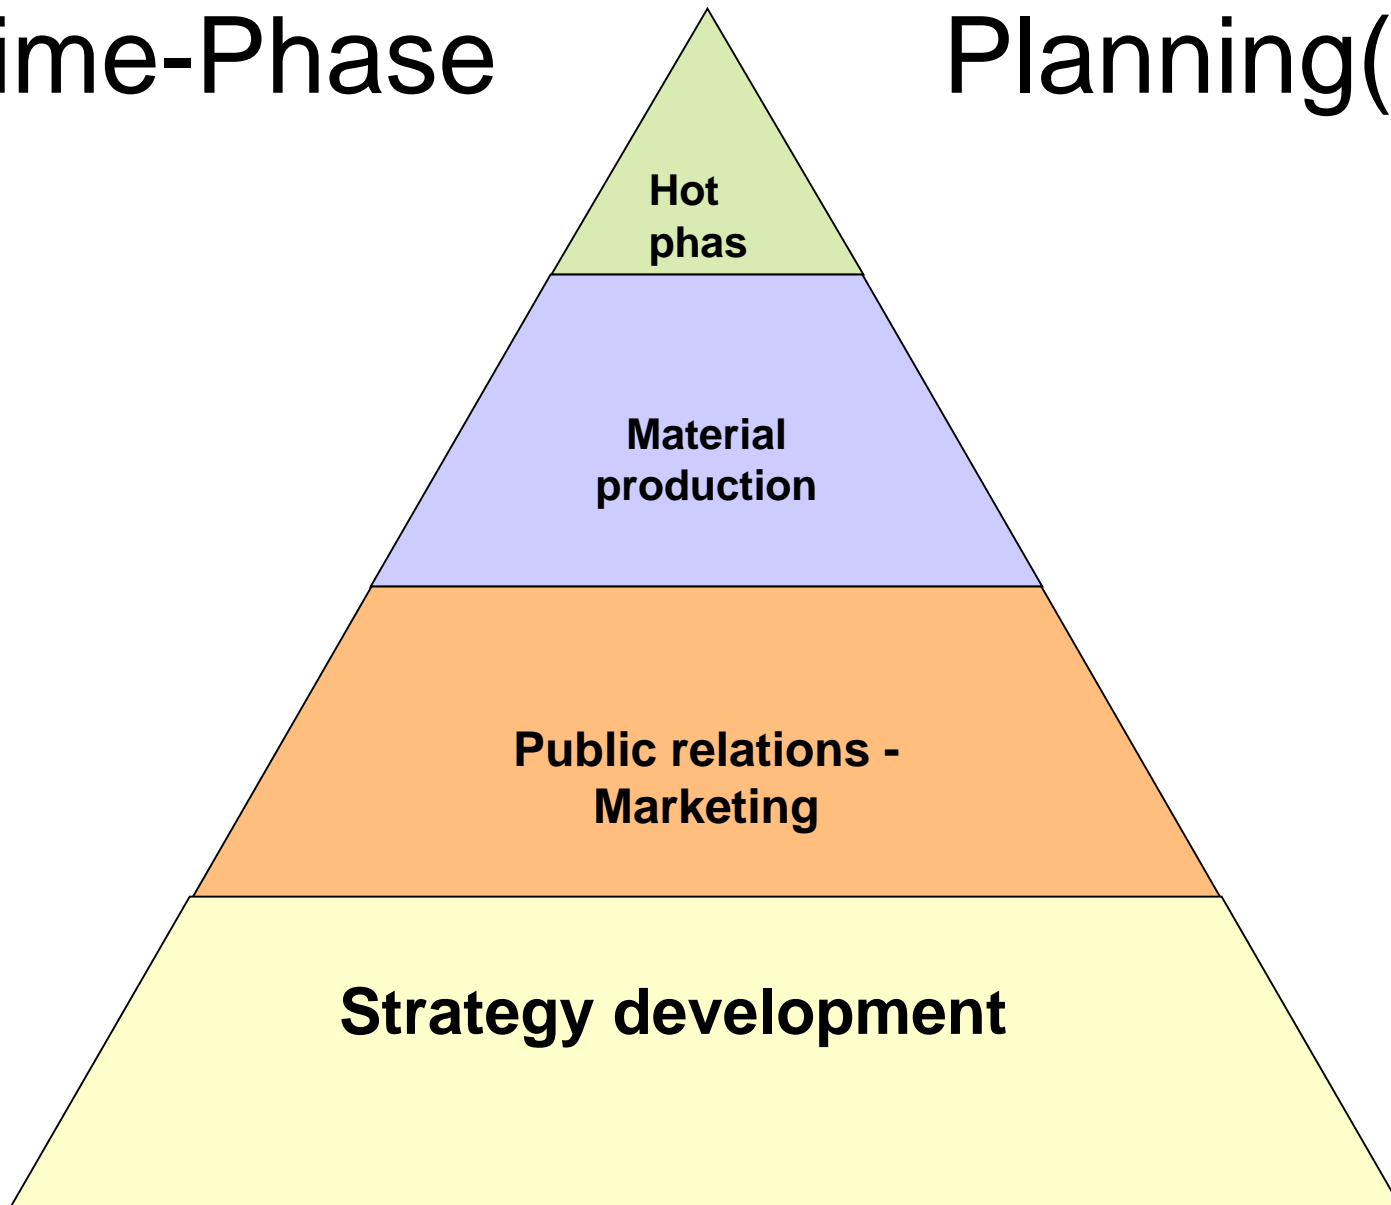 ime-Phase Planning(
Hot
phas
Material
production
Public relations -
Marketing
Strategy development